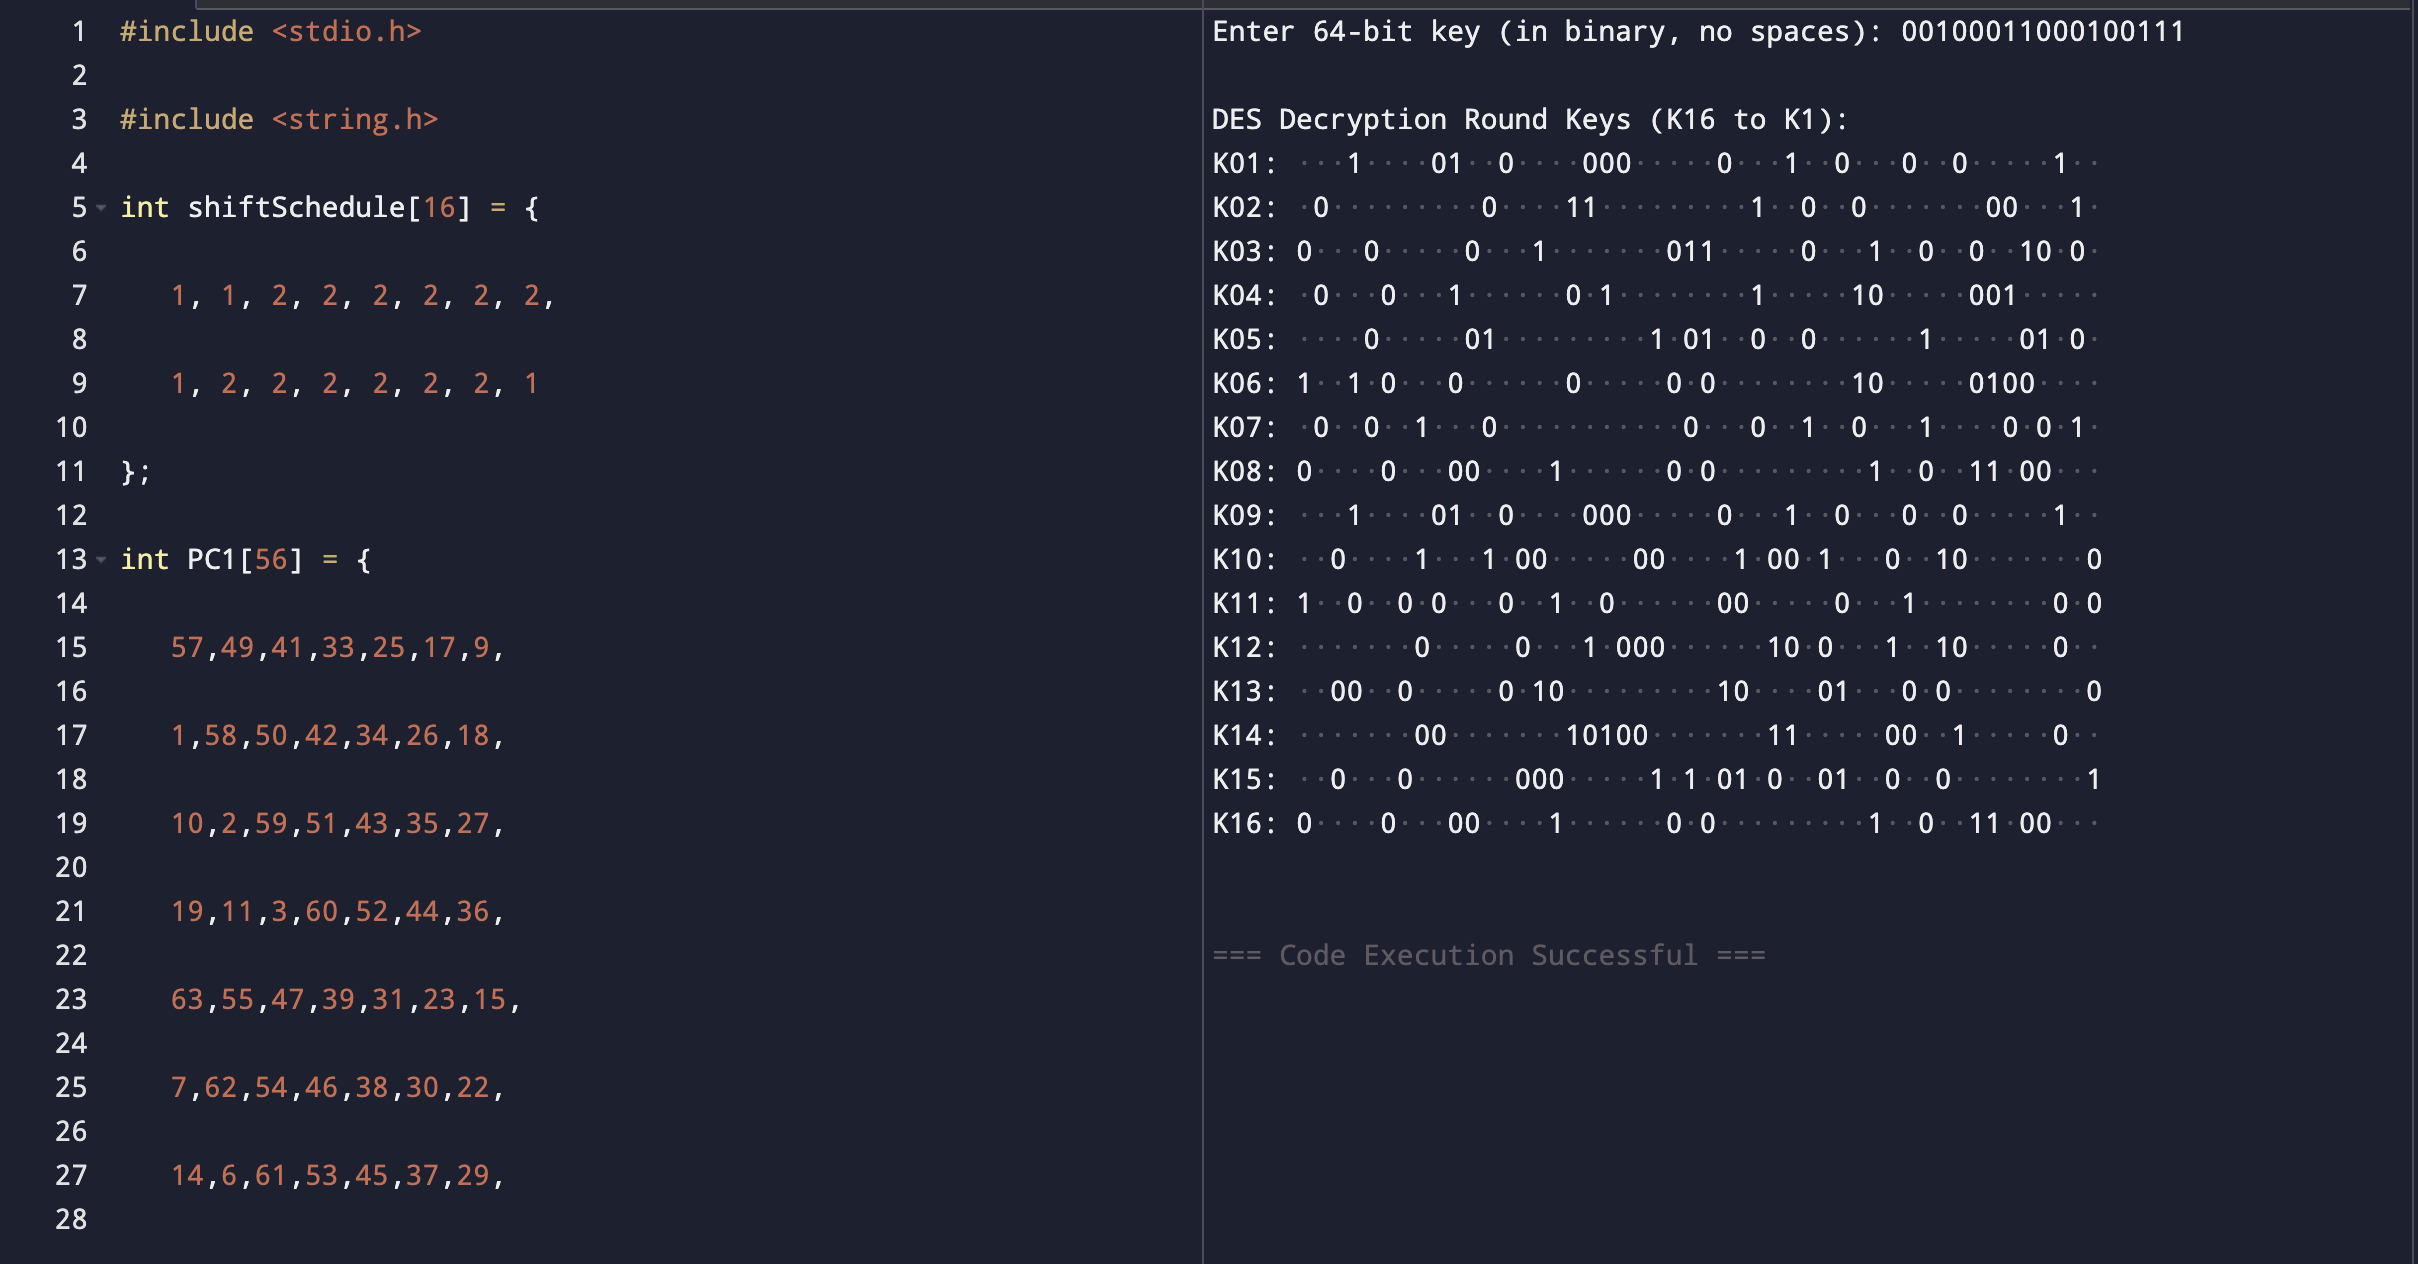 1 #include <stdio.h>
2
3 #include <string.h>
4
5 int shiftSchedule[16] = {
6
7    1, 1, 2, 2, 2, 2, 2, 2,
8
9    1, 2, 2, 2, 2, 2, 2, 1
10
11 };
12
13 int PC1[56] = {
14
15    57,49,41,33,25,17,9,
16
17    1,58,50,42,34,26,18,
18
19    10,2,59,51,43,35,27,
20
21    19,11,3,60,52,44,36,
22
23    63,55,47,39,31,23,15,
24
25    7,62,54,46,38,30,22,
26
27    14,6,61,53,45,37,29,
28
Enter 64-bit key (in binary, no spaces): 00100011000100111
DES Decryption Round Keys (K16 to K1):
K01: ···1····01··0····000·····0···1··0···0··0·····1··
K02: ·0·········0····11·········1··0··0·······00···1·
K03: 0···0·····0···1·······011·····0···1··0··0··10·0·
K04: ·0···0···1······0·1········1·····10·····001·····
K05: ····0·····01·········1·01··0··0······1·····01·0·
K06: 1··1·0···0······0·····0·0········10·····0100····
K07: ·0··0··1···0···········0···0··1··0···1····0·0·1·
K08: 0····0···00····1······0·0·········1··0··11·00···
K09: ···1····01··0····000·····0···1··0···0··0·····1··
K10: ··0····1···1·00·····00····1·00·1···0··10·······0
K11: 1··0··0·0···0··1··0······00·····0···1········0·0
K12: ·······0·····0···1·000······10·0···1··10·····0··
K13: ··00··0·····0·10·········10····01···0·0········0
K14: ·······00·······10100·······11·····00··1·····0··
K15: ··0···0······000·····1·1·01·0··01··0··0········1
K16: 0····0···00····1······0·0·········1··0··11·00···
=== Code Execution Successful ===